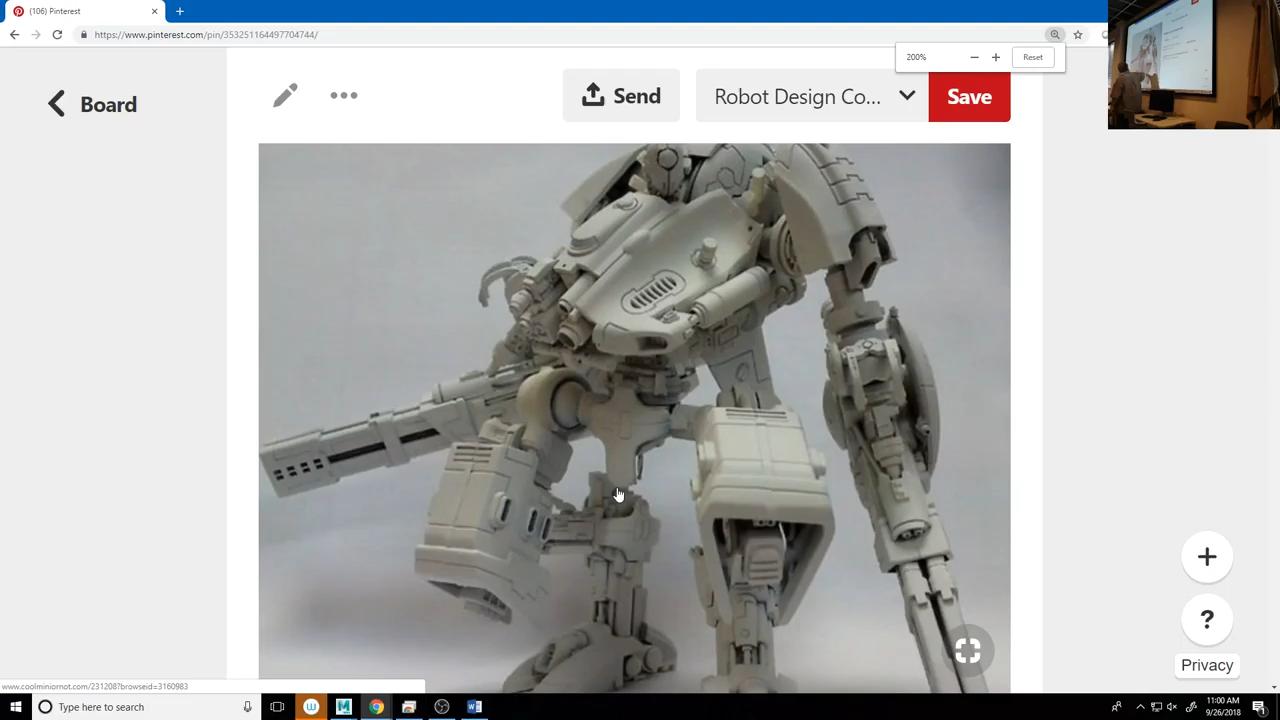 (106) Pinterest
https://www.pinterest.com/pin/353251164497704744/
200%
Reset
Board
Send
Robot Design Co...
Save
Privacy
www.coolminiornot.com/231208?browseid=3160983
Type here to search
11:00 AM
9/26/2018